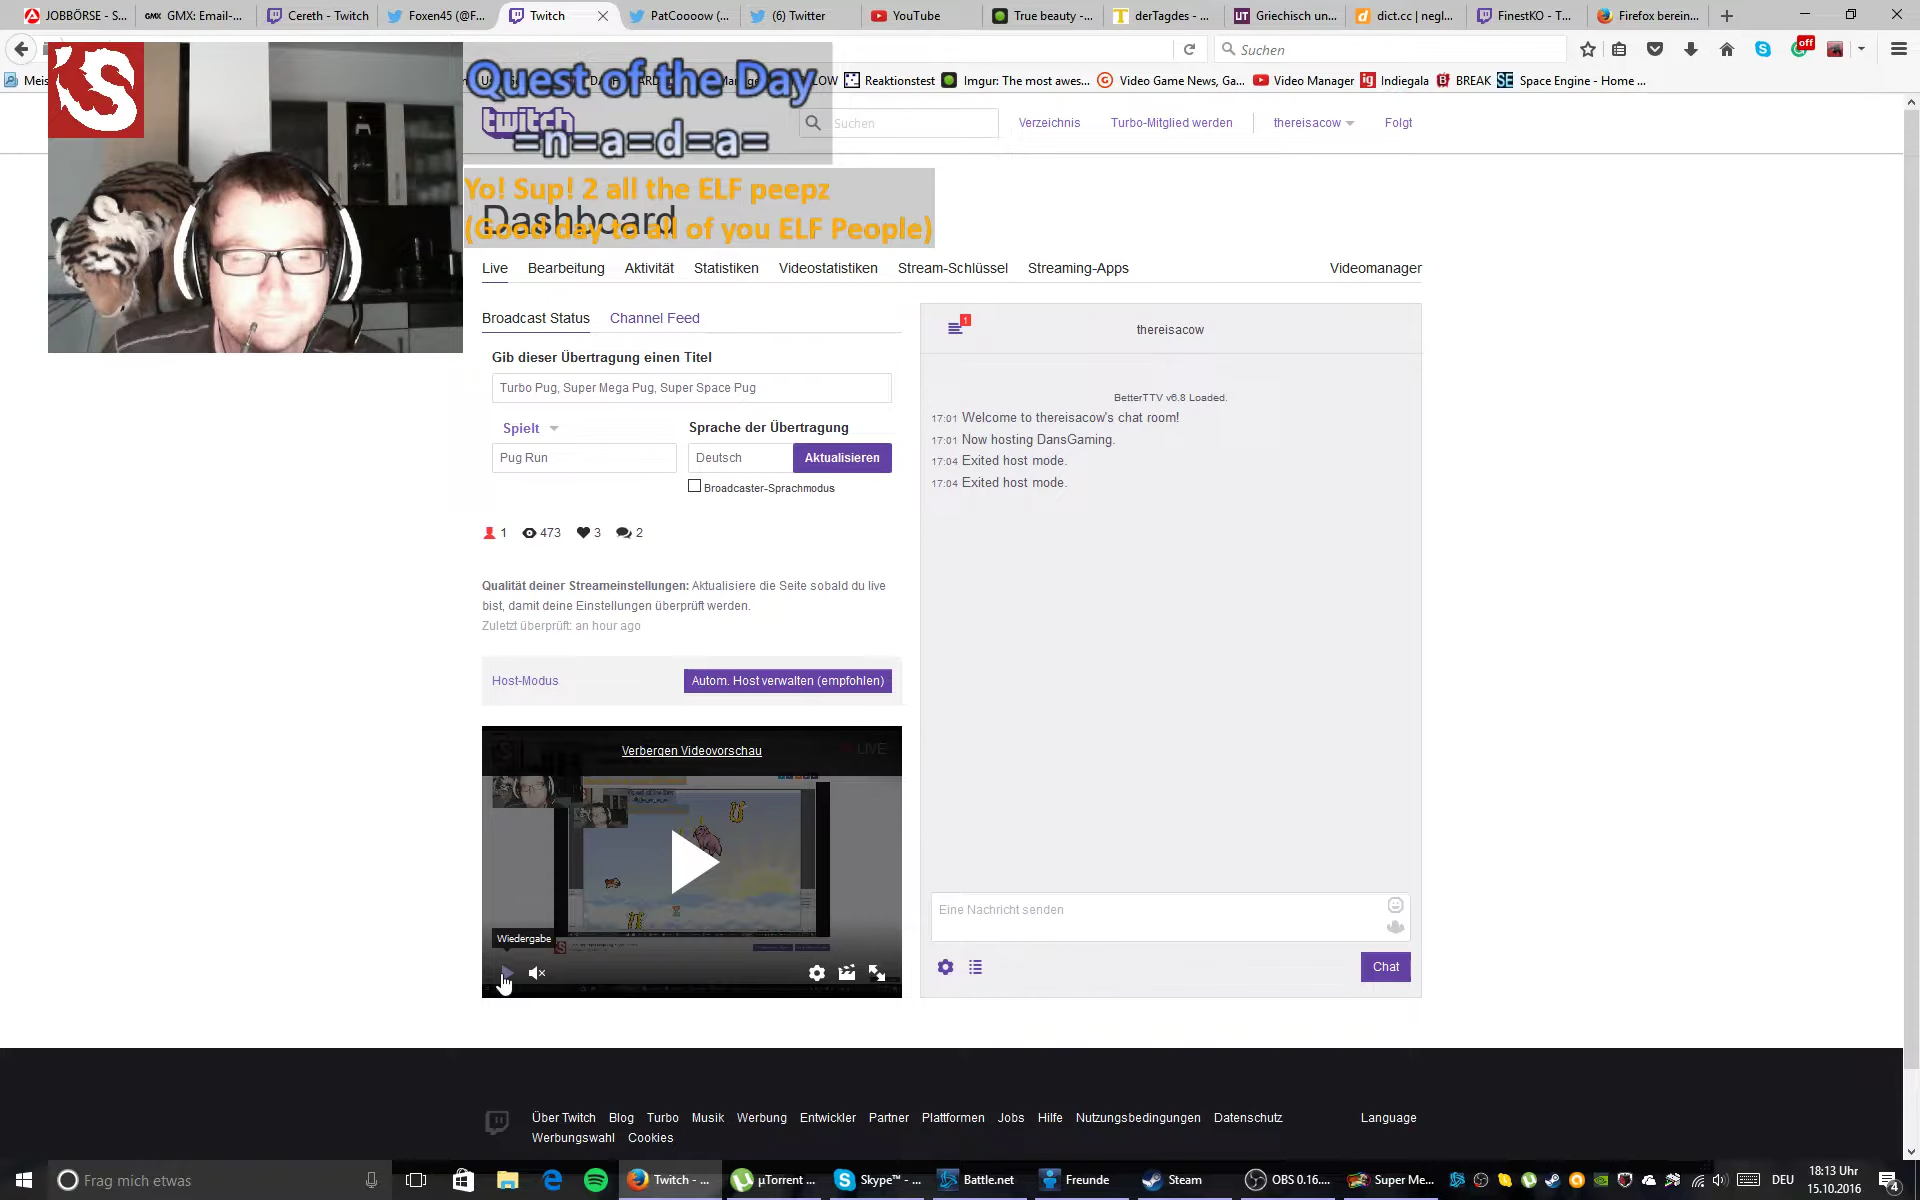 JOBBÖRSE - S...
GMX: Email-...
Cereth - Twitch
Foxen45 (@F...
Twitch
PatCoooow (...
(6) Twitter
YouTube
True beauty -...
derTagdes - ...
Griechisch un...
dict.cc | negl...
FinestKO - T...
Firefox berein...
Suchen
off
Meis
LOW
Reaktionstest
Imgur: The most awes...
Video Game News, Ga...
Video Manager
Indiegala
BREAK
Space Engine - Home ...
Quest of the Day
=n=a=d=a=
twitch
Suchen
Verzeichnis
Turbo-Mitglied werden
thereisacow
Folgt
Yo! Sup! 2 all the ELF peepz
Dashboard
(Good day to all of you ELF People)
Live
Bearbeitung
Aktivität
Statistiken
Videostatistiken
Stream-Schlüssel
Streaming-Apps
Videomanager
Broadcast Status
Channel Feed
Gib dieser Übertragung einen Titel
Turbo Pug, Super Mega Pug, Super Space Pug
Spielt
Sprache der Übertragung
Pug Run
Deutsch
Aktualisieren
Broadcaster-Sprachmodus
1
473
3
2
Qualität deiner Streameinstellungen: Aktualisiere die Seite sobald du live
bist, damit deine Einstellungen überprüft werden.
Zuletzt überprüft: an hour ago
Host-Modus
Autom. Host verwalten (empfohlen)
Verbergen Videovorschau
LIVE
Wiedergabe
1
thereisacow
BetterTTV v6.8 Loaded.
17:01 Welcome to thereisacow's chat room!
17:01 Now hosting DansGaming.
17:04 Exited host mode.
17:04 Exited host mode.
Eine Nachricht senden
Chat
Über Twitch
Blog
Turbo
Musik
Werbung
Entwickler
Partner
Plattformen
Jobs
Hilfe
Nutzungsbedingungen
Datenschutz
Language
Werbungswahl
Cookies
Frag mich etwas
Twitch - ...
µTorrent ...
Skype™ - ...
Battle.net
Freunde
Steam
OBS 0.16....
Super Me...
DEU
18:13 Uhr
15.10.2016
4